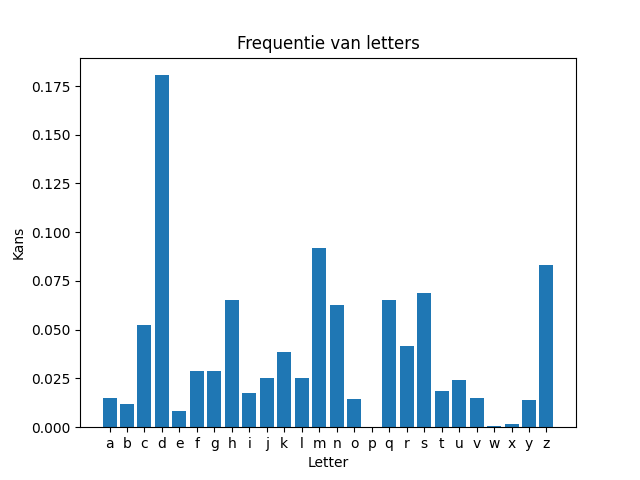 Frequentie van letters
Kans
0.175
0.150
0.125
0.100
0.075
0.050
0.025
0.000
a b c d e f g h i j k l m n o p q r s t u v w x y z
Letter